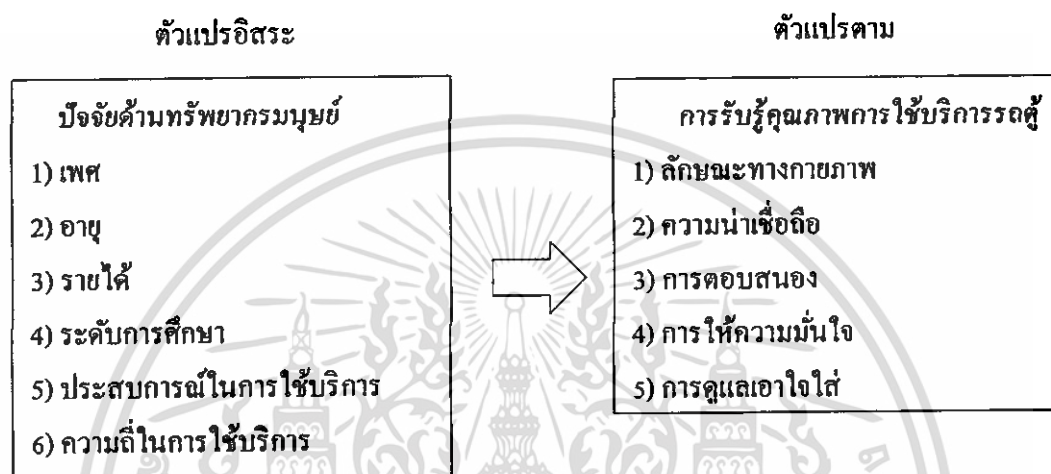 ตัวแปรอิสระ
ปัจจัยด้านทรัพยากรมนุษย์
1) เพศ
2) อายุ
3) รายได้
4) ระดับการศึกษา
5) ประสบการณ์ในการใช้บริการ
6) ความถี่ในการใช้บริการ
ตัวแปรตาม
การรับรู้คุณภาพการใช้บริการรถตู้
1) ลักษณะทางกายภาพ
2) ความน่าเชื่อถือ
3) การตอบสนอง
4) การให้ความมั่นใจ
5) การดูแลเอาใจใส่